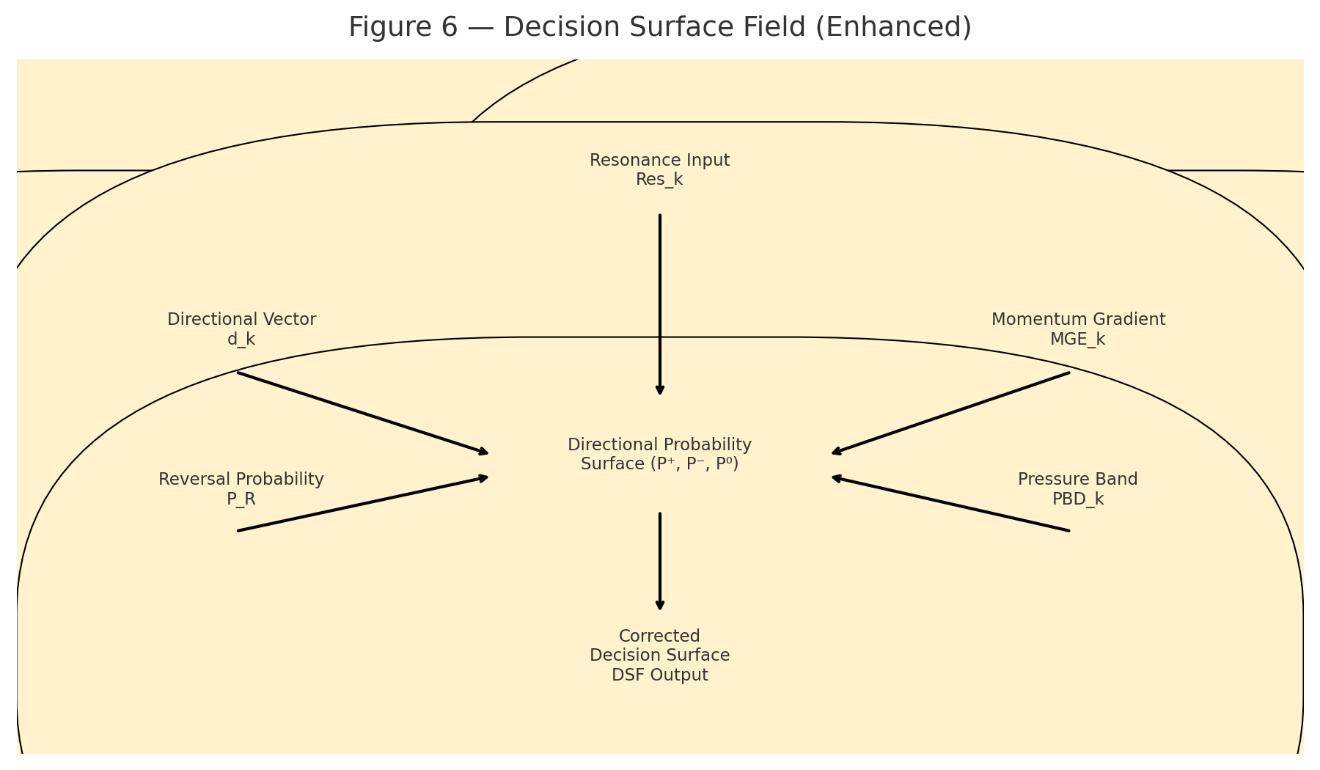 Figure 6 — Decision Surface Field (Enhanced)
Resonance Input
Res_k
Directional Vector
d_k
Momentum Gradient
MGE_k
Directional Probability
Surface (P⁺, P⁻, P⁰)
Reversal Probability
P_R
Pressure Band
PBD_k
Corrected
Decision Surface
DSF Output